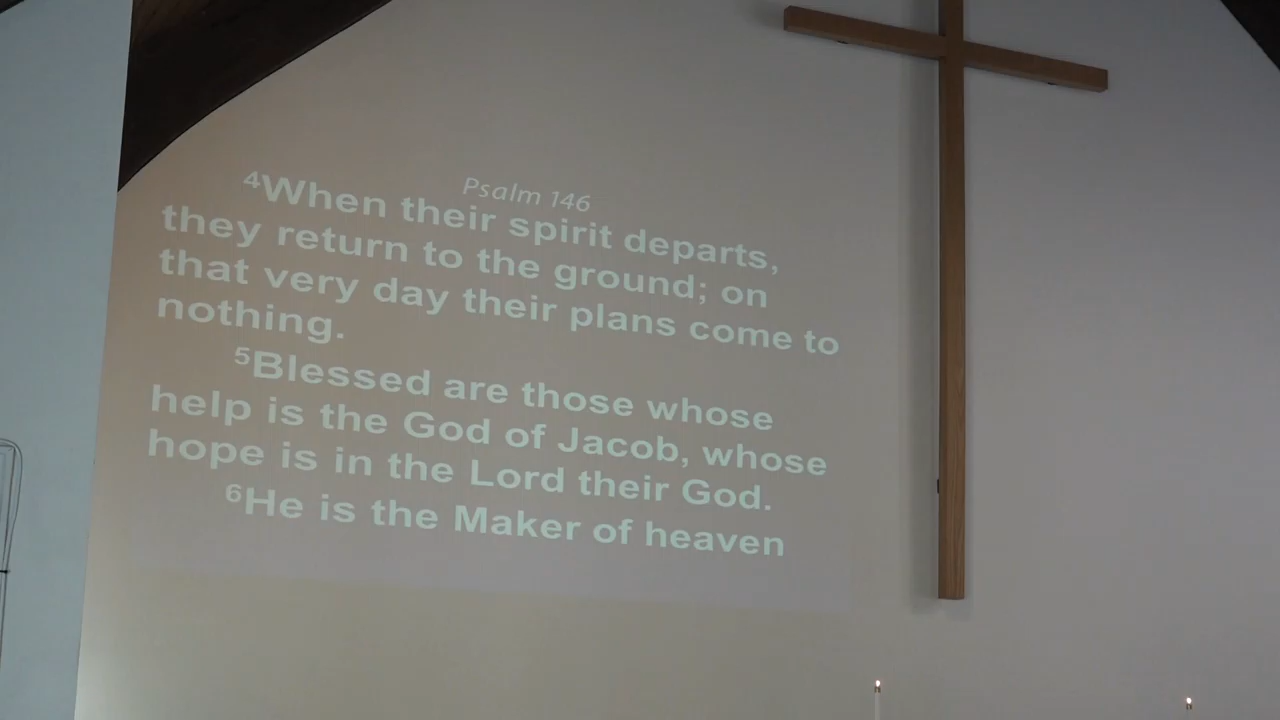 Psalm 146
⁴When their spirit departs,
they return to the ground; on
that very day their plans come to
nothing.
⁵Blessed are those whose
help is the God of Jacob, whose
hope is in the Lord their God.
⁶He is the Maker of heaven